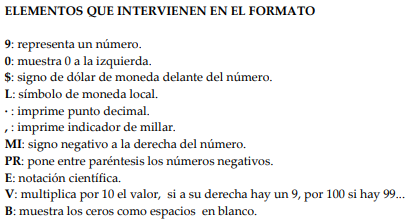 ELEMENTOS QUE INTERVIENEN EN EL FORMATO
9: representa un número.
0: muestra 0 a la izquierda.
$: signo de dólar de moneda delante del número.
L: símbolo de moneda local.
· : imprime punto decimal.
, : imprime indicador de millar.
MI: signo negativo a la derecha del número.
PR: pone entre paréntesis los números negativos.
E: notación científica.
V: multiplica por 10 el valor, si a su derecha hay un 9, por 100 si hay 99...
B: muestra los ceros como espacios en blanco.